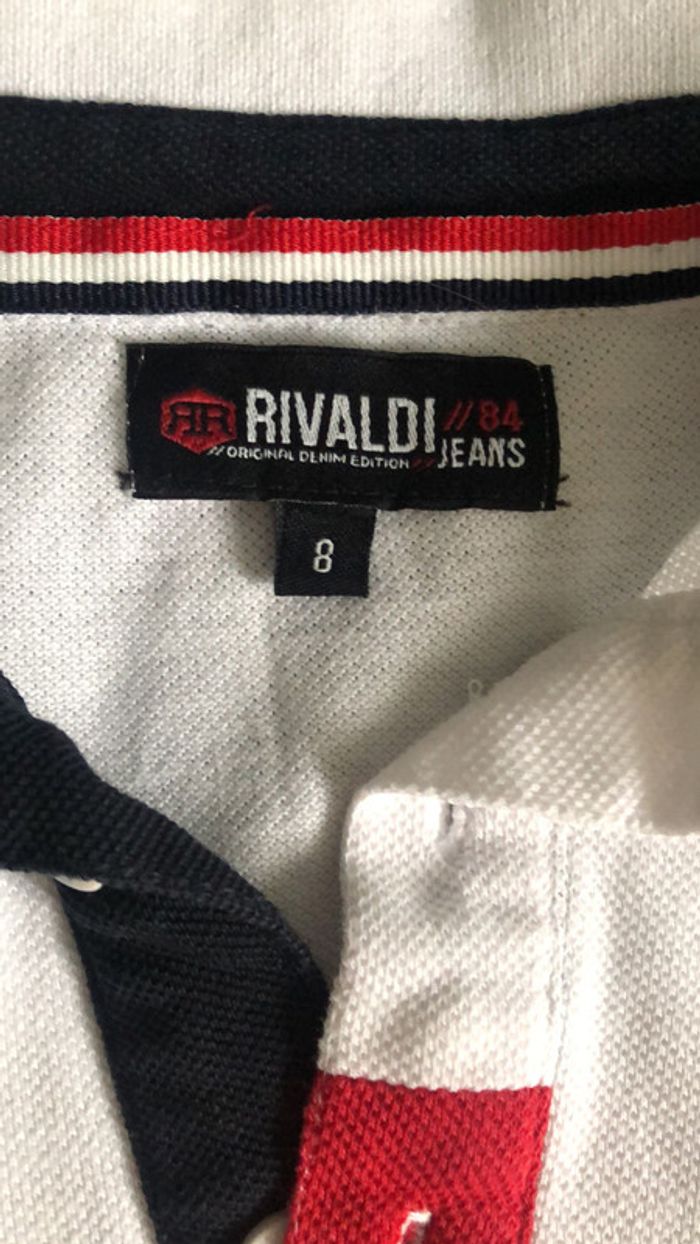 RR RIVALDI // 84
// ORIGINAL DENIM EDITION // JEANS
8